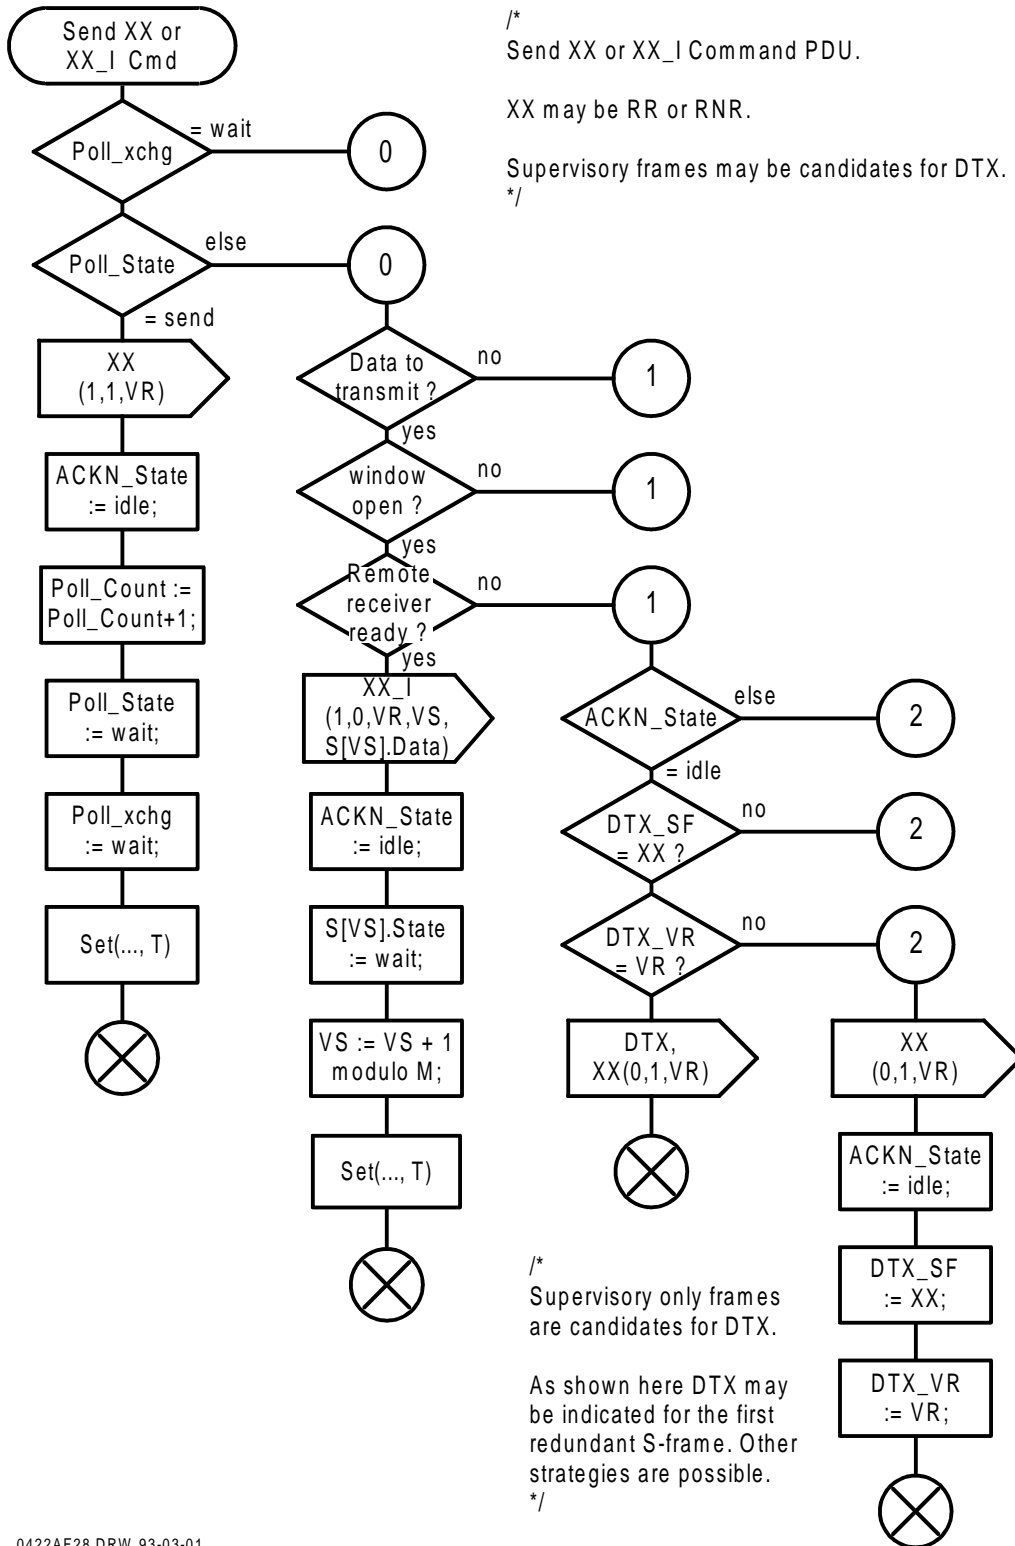 Send XX or
XX_I Cmd
/*
Send XX or XX_I Command PDU.
XX may be RR or RNR.
Supervisory frames may be candidates for DTX.
*/
Poll_xchg
= wait
0
Poll_State
else
0
= send
XX
(1,1,VR)
ACKN_State
:= idle;
Poll_Count :=
Poll_Count+1;
Poll_State
:= wait;
Poll_xchg
:= wait;
Set(..., T)
Data to
transmit ?
no
1
yes
window
open ?
no
1
yes
Remote
receiver
ready ?
no
1
yes
XX_I
(1,0,VR,VS,
S[VS].Data)
ACKN_State
:= idle;
S[VS].State
:= wait;
VS := VS + 1
modulo M;
Set(..., T)
ACKN_State
else
2
= idle
DTX_SF
= XX ?
no
2
DTX_VR
= VR ?
no
2
DTX,
XX(0,1,VR)
XX
(0,1,VR)
ACKN_State
:= idle;
DTX_SF
:= XX;
DTX_VR
:= VR;
/*
Supervisory only frames
are candidates for DTX.
As shown here DTX may
be indicated for the first
redundant S-frame. Other
strategies are possible.
*/
0422AF28.DRW 93-03-01